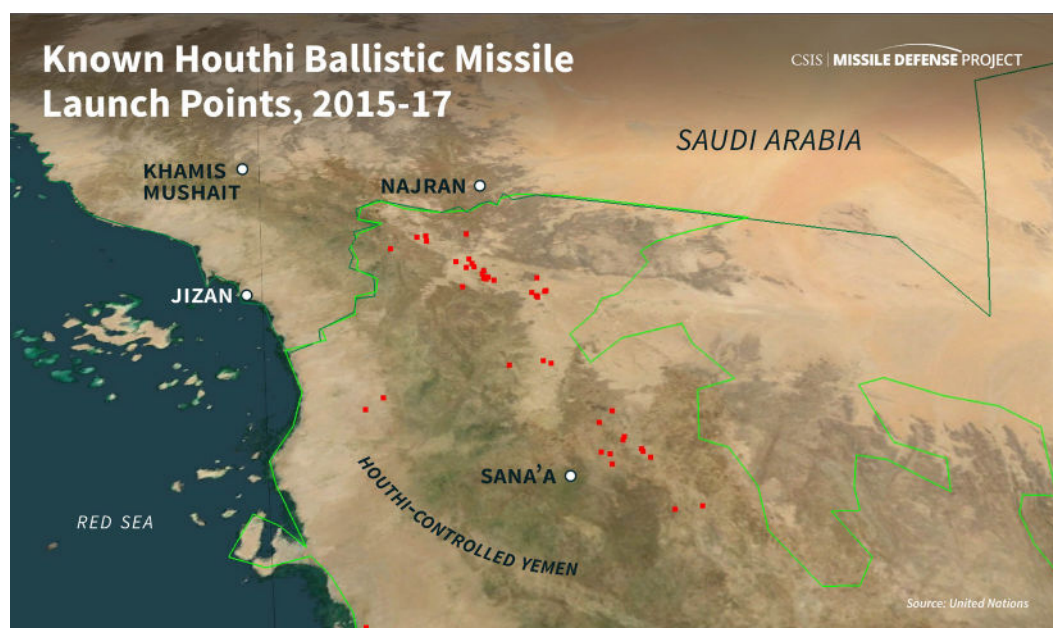 Known Houthi Ballistic Missile
Launch Points, 2015-17
CSIS | MISSILE DEFENSE PROJECT
SAUDI ARABIA
KHAMIS
MUSHAIT
NAJRAN
JIZAN
SANA’A
HOUTHI-CONTROLLED YEMEN
RED SEA
Source: United Nations